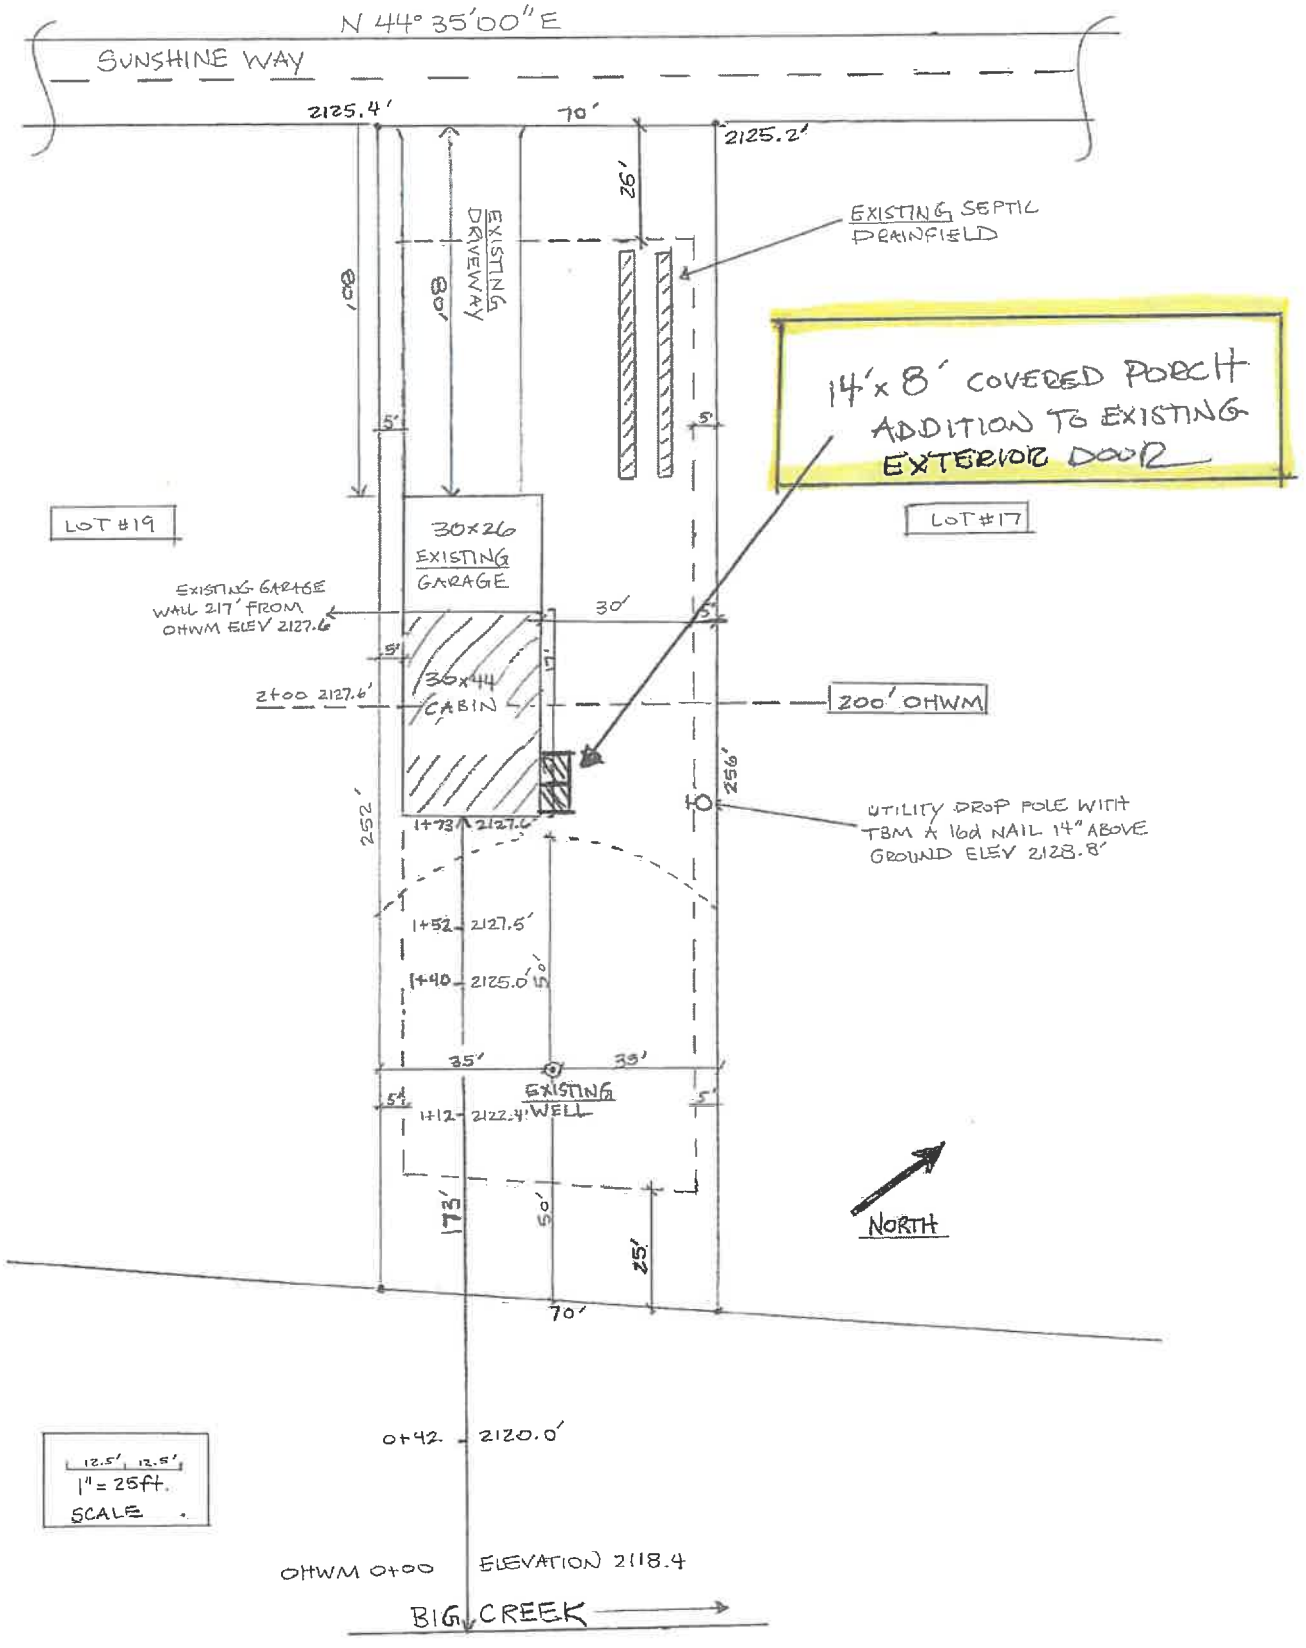 N 44° 35'00" E
SUNSHINE WAY
2125.4'
70'
2125.2'
26'
EXISTING SEPTIC
DRAINFIELD
EXISTING
DRIVEWAY
80'
80'
14' x 8' COVERED PORCH
ADDITION TO EXISTING
EXTERIOR DOOR
5'
5'
LOT #19
LOT #17
30x26
EXISTING
GARAGE
EXISTING GARAGE
WALL 217' FROM
OHWM ELEV 2127.6
30'
5'
5'
17'
30x44
CABIN
2+00 2127.6'
200' OHWM
256'
252'
UTILITY DROP POLE WITH
TBM A 16d NAIL 14" ABOVE
GROUND ELEV 2128.8'
1+73 2127.6'
1+52 2127.5'
1+40 2125.0'
50'
35'
35'
EXISTING
WELL
5'
5'
1+12 2122.4'
173'
50'
25'
NORTH
70'
0+42 2120.0'
12.5' 12.5'
1" = 25ft.
SCALE
OHWM 0+00 ELEVATION 2118.4
BIG CREEK